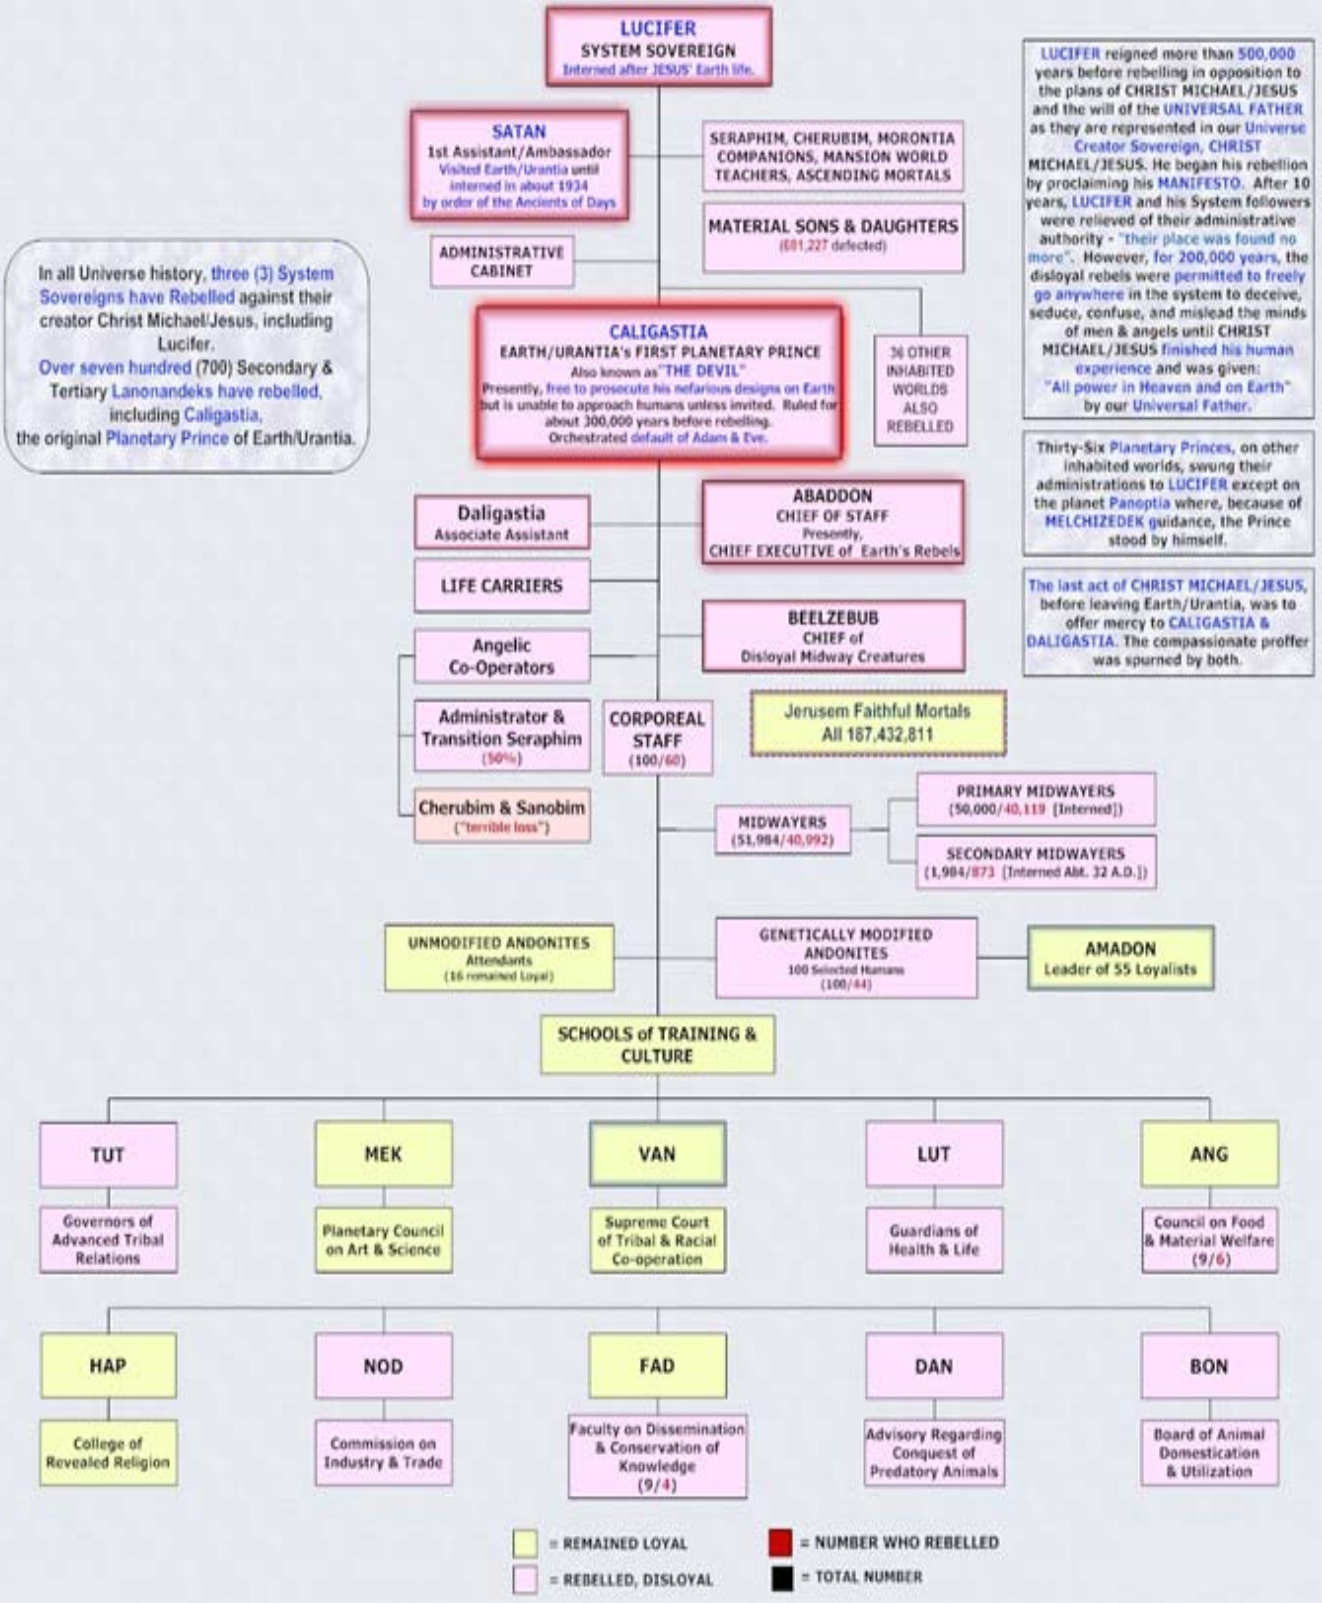 LUCIFER
SYSTEM SOVEREIGN
Interned after JESUS' Earth life.
SATAN
1st Assistant/Ambassador
Visited Earth/Urantia until
interned in about 1934
by order of the Ancients of Days
SERAPHIM, CHERUBIM, MORONTIA
COMPANIONS, MANSION WORLD
TEACHERS, ASCENDING MORTALS
MATERIAL SONS & DAUGHTERS
(681,227 defected)
ADMINISTRATIVE
CABINET
In all Universe history, three (3) System
Sovereigns have Rebelled against their
creator Christ Michael/Jesus, including
Lucifer.
Over seven hundred (700) Secondary &
Tertiary Lanonandeks have rebelled,
including Caligastia,
the original Planetary Prince of Earth/Urantia.
CALIGASTIA
EARTH/URANTIA's FIRST PLANETARY PRINCE
Also known as "THE DEVIL"
Presently, free to prosecute his nefarious designs on Earth
but is unable to approach humans unless invited. Ruled for
about 300,000 years before rebelling.
Orchestrated default of Adam & Eve.
36 OTHER
INHABITED
WORLDS
ALSO
REBELLED
LUCIFER reigned more than 500,000
years before rebelling in opposition to
the plans of CHRIST MICHAEL/JESUS
and the will of the UNIVERSAL FATHER
as they are represented in our Universe
Creator Sovereign, CHRIST
MICHAEL/JESUS. He began his rebellion
by proclaiming his MANIFESTO. After 10
years, LUCIFER and his System followers
were relieved of their administrative
authority - "their place was found no
more". However, for 200,000 years, the
disloyal rebels were permitted to freely
go anywhere in the system to deceive,
seduce, confuse, and mislead the minds
of men & angels until CHRIST
MICHAEL/JESUS finished his human
experience and was given:
"All power in Heaven and on Earth"
by our Universal Father.
Thirty-Six Planetary Princes, on other
inhabited worlds, swung their
administrations to LUCIFER except on
the planet Panoptia where, because of
MELCHIZEDEK guidance, the Prince
stood by himself.
The last act of CHRIST MICHAEL/JESUS,
before leaving Earth/Urantia, was to
offer mercy to CALIGASTIA &
DALIGASTIA. The compassionate proffer
was spurned by both.
Daligastia
Associate Assistant
ABADDON
CHIEF OF STAFF
Presently,
CHIEF EXECUTIVE of Earth's Rebels
LIFE CARRIERS
BEELZEBUB
CHIEF of
Disloyal Midway Creatures
Angelic
Co-Operators
Administrator &
Transition Seraphim
(50%)
CORPOREAL
STAFF
(100/60)
Jerusem Faithful Mortals
All 187,432,811
Cherubim & Sanobim
("terrible loss")
MIDWAYERS
(51,984/40,992)
PRIMARY MIDWAYERS
(50,000/40,119 [Interned])
SECONDARY MIDWAYERS
(1,984/873 [Interned Abt. 32 A.D.])
UNMODIFIED ANDONITES
Attendants
(16 remained Loyal)
GENETICALLY MODIFIED
ANDONITES
100 Selected Humans
(100/44)
AMADON
Leader of 55 Loyalists
SCHOOLS of TRAINING &
CULTURE
TUT
MEK
VAN
LUT
ANG
Governors of
Advanced Tribal
Relations
Planetary Council
on Art & Science
Supreme Court
of Tribal & Racial
Co-operation
Guardians of
Health & Life
Council on Food
& Material Welfare
(9/6)
HAP
NOD
FAD
DAN
BON
College of
Revealed Religion
Commission on
Industry & Trade
Faculty on Dissemination
& Conservation of
Knowledge
(9/4)
Advisory Regarding
Conquest of
Predatory Animals
Board of Animal
Domestication
& Utilization
= REMAINED LOYAL
= NUMBER WHO REBELLED
= REBELLED, DISLOYAL
= TOTAL NUMBER